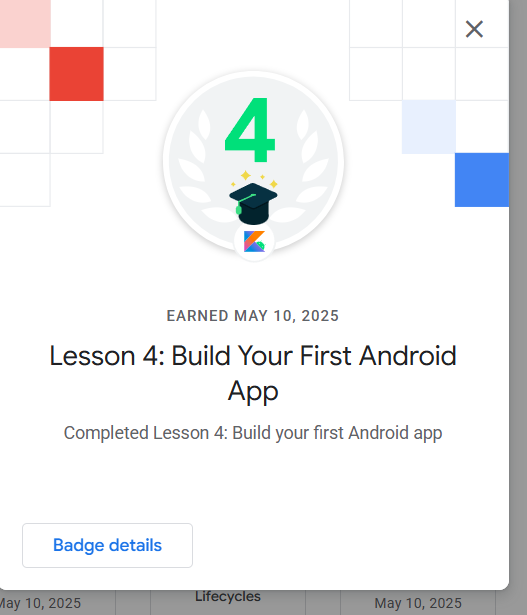 4
EARNED MAY 10, 2025
Lesson 4: Build Your First Android
App
Completed Lesson 4: Build your first Android app
Badge details
Lifecycles
May 10, 2025
May 10, 2025